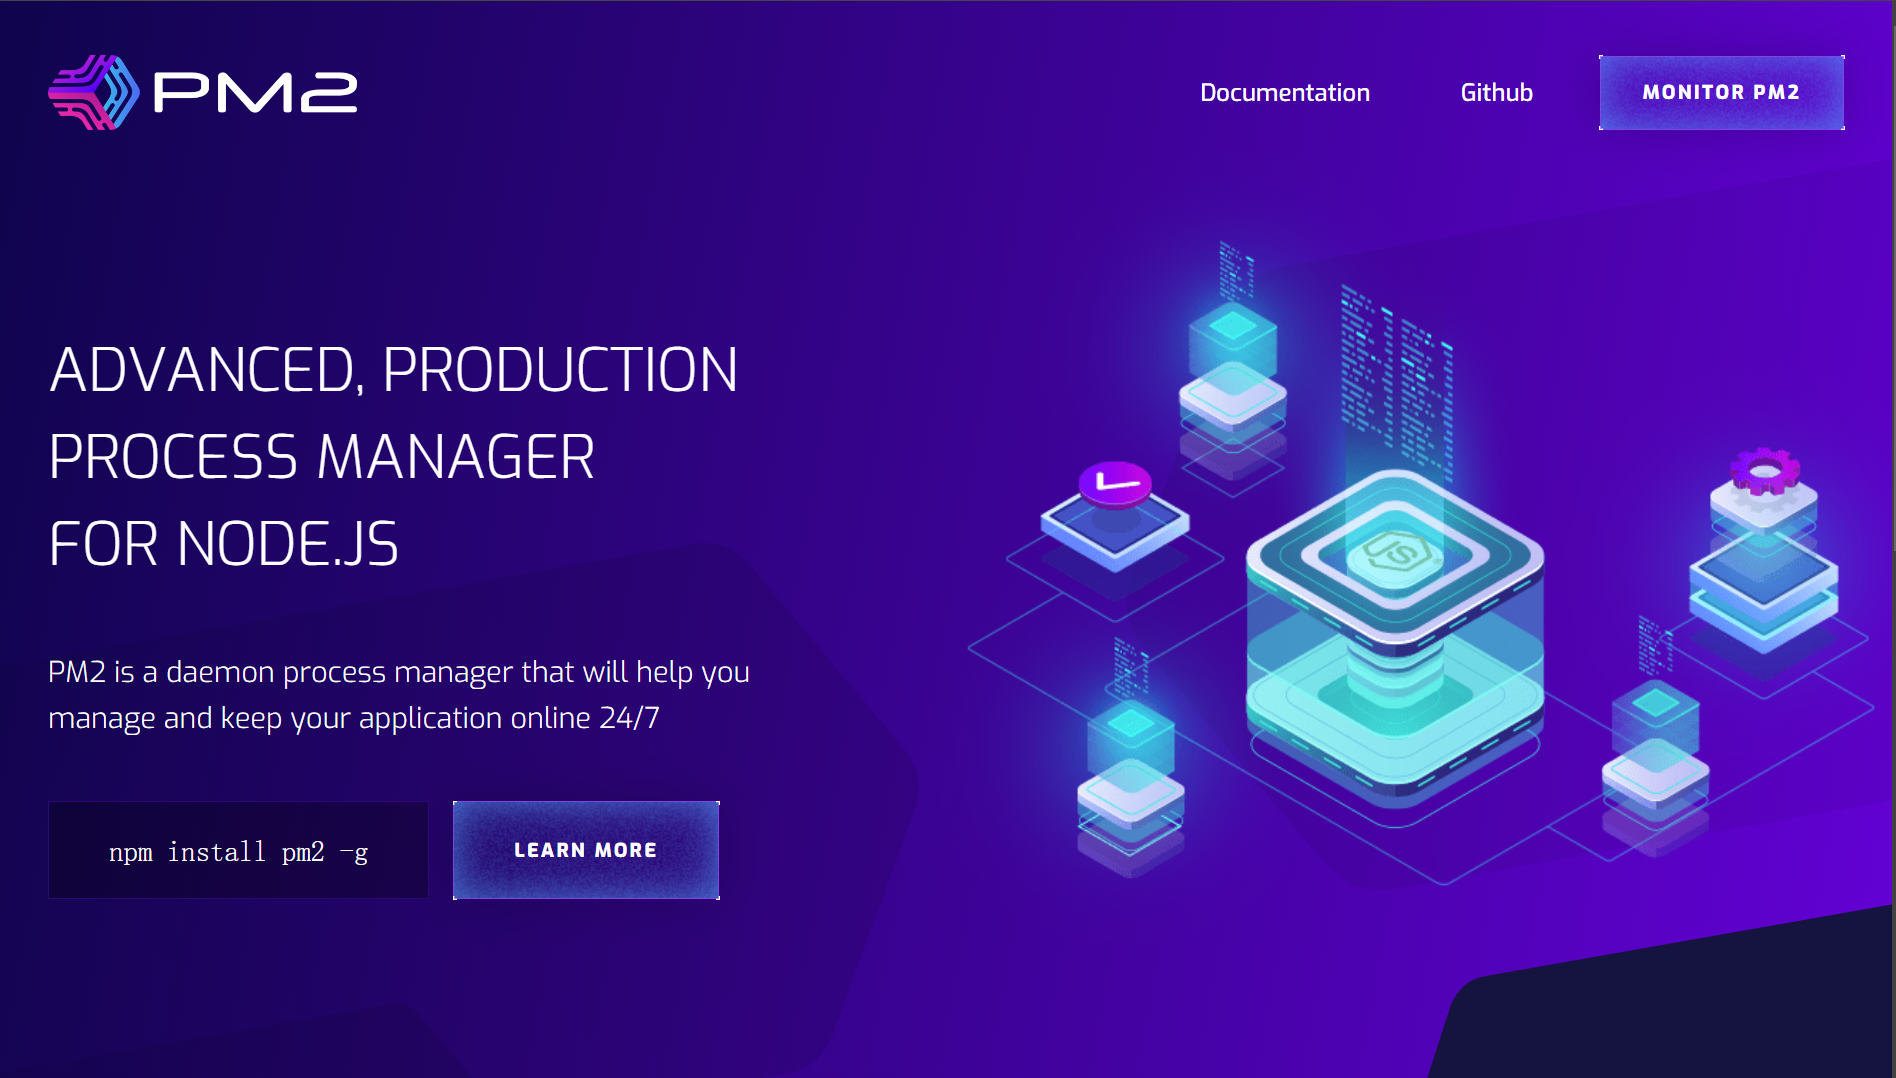 PM2
Documentation
Github
MONITOR PM2
ADVANCED, PRODUCTION
PROCESS MANAGER
FOR NODE.JS
PM2 is a daemon process manager that will help you
manage and keep your application online 24/7
npm install pm2 -g
LEARN MORE
JS